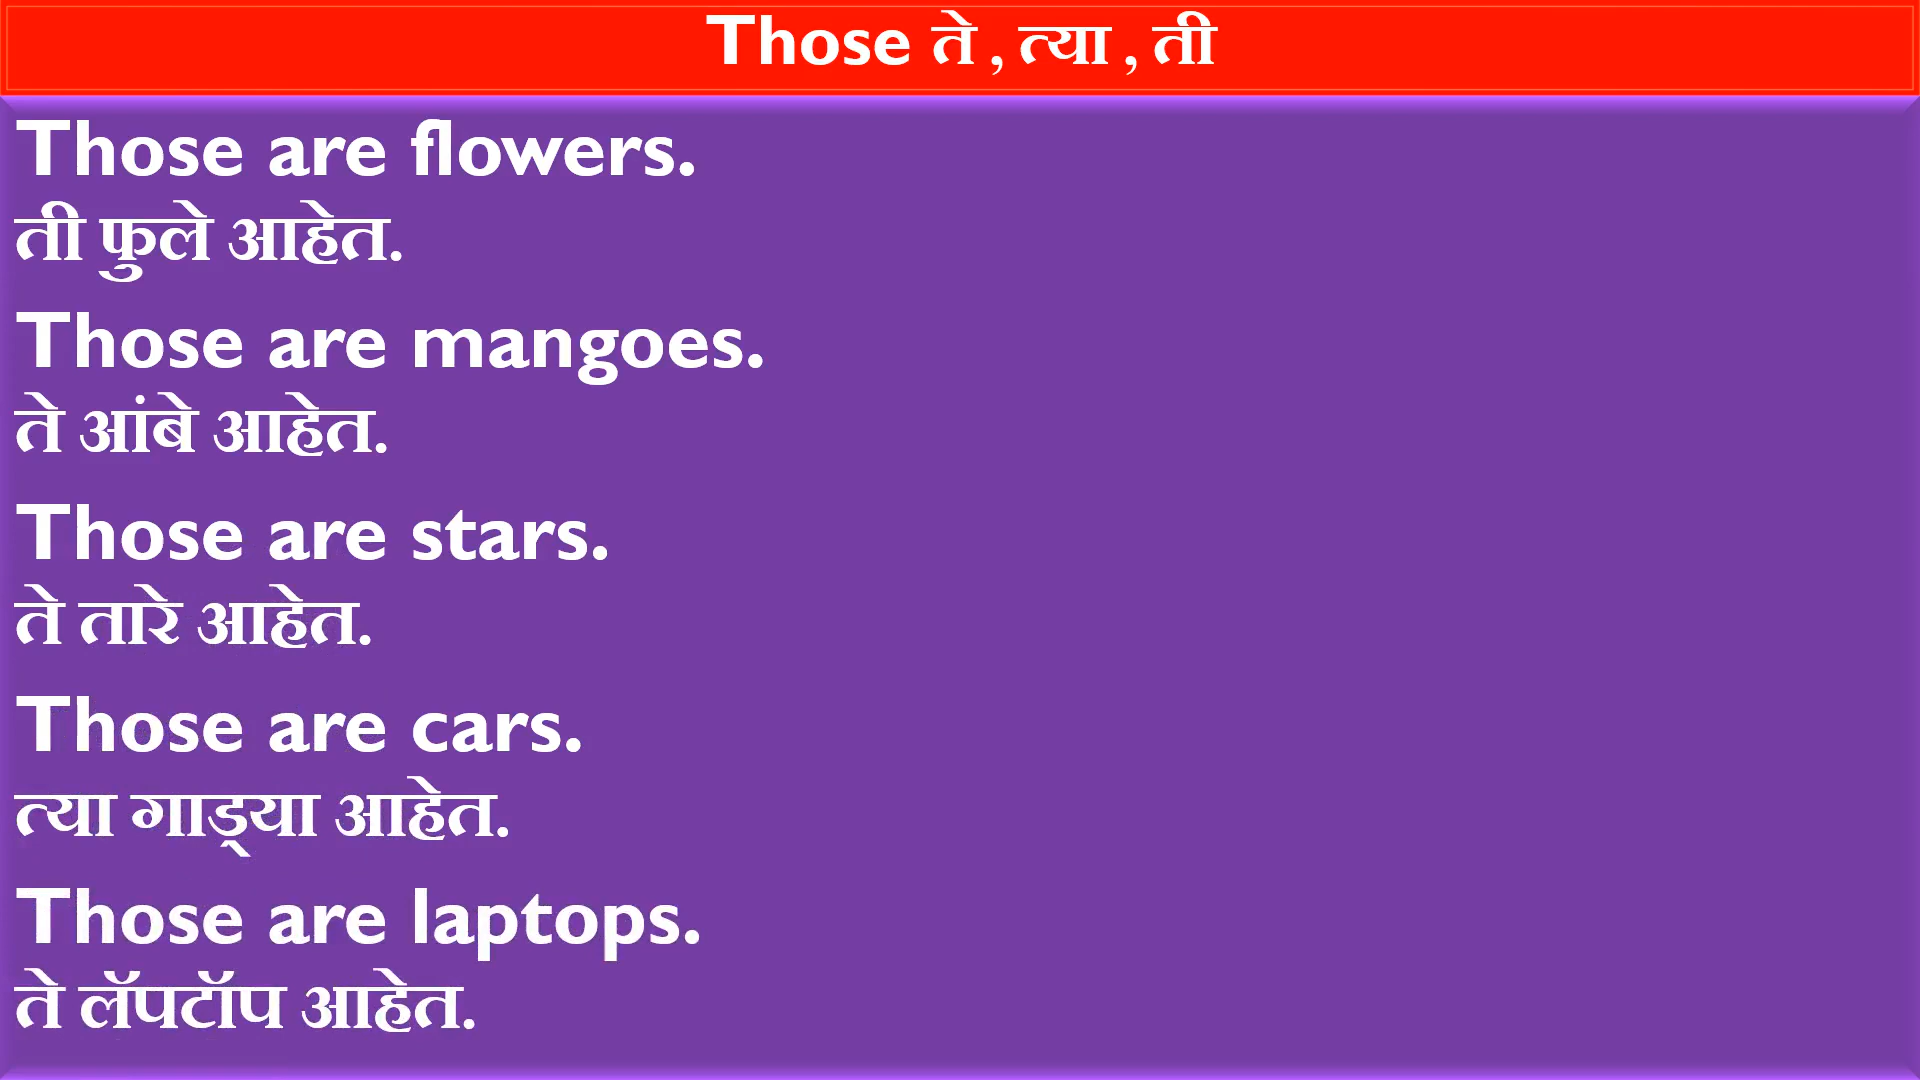 Those ते , त्या , ती
Those are flowers.
ती फुले आहेत.
Those are mangoes.
ते आंबे आहेत.
Those are stars.
ते तारे आहेत.
Those are cars.
त्या गाड्या आहेत.
Those are laptops.
ते लॅपटॉप आहेत.